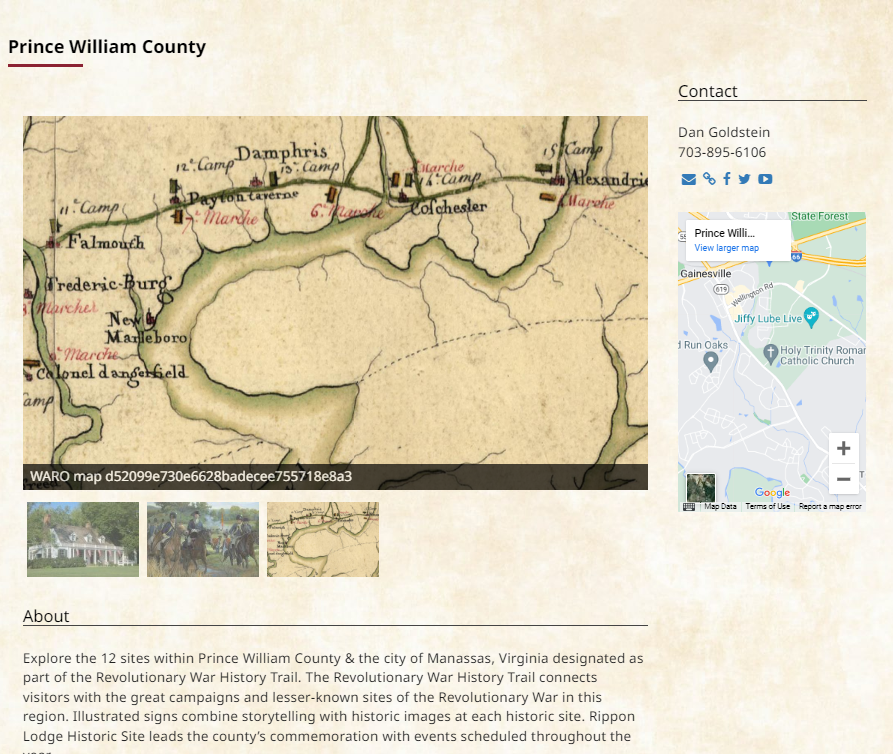 Prince William County
Contact
Dan Goldstein
703-895-6106
12e. Camp
Damphris
13e. Camp
Marche
14e. Camp
15e. Camp
Alexandrie
Marche
11e. Camp
Payton taverne
7e. Marche
6e. Marche
Colchester
Falmouth
Frederic-Burg
Marche
New
Marleboro
Marche
Colonel dangerfield
Camp
WARO map d52099e730e6628badecee755718e8a3
State Forest
Prince Willi...
View larger map
66
Gainesville
619
Wellington Rd
Jiffy Lube Live
d Run Oaks
Holy Trinity Roman
Catholic Church
+
−
Google
Map Data
Terms of Use
Report a map error
About
Explore the 12 sites within Prince William County & the city of Manassas, Virginia designated as
part of the Revolutionary War History Trail. The Revolutionary War History Trail connects
visitors with the great campaigns and lesser-known sites of the Revolutionary War in this
region. Illustrated signs combine storytelling with historic images at each historic site. Rippon
Lodge Historic Site leads the county's commemoration with events scheduled throughout the